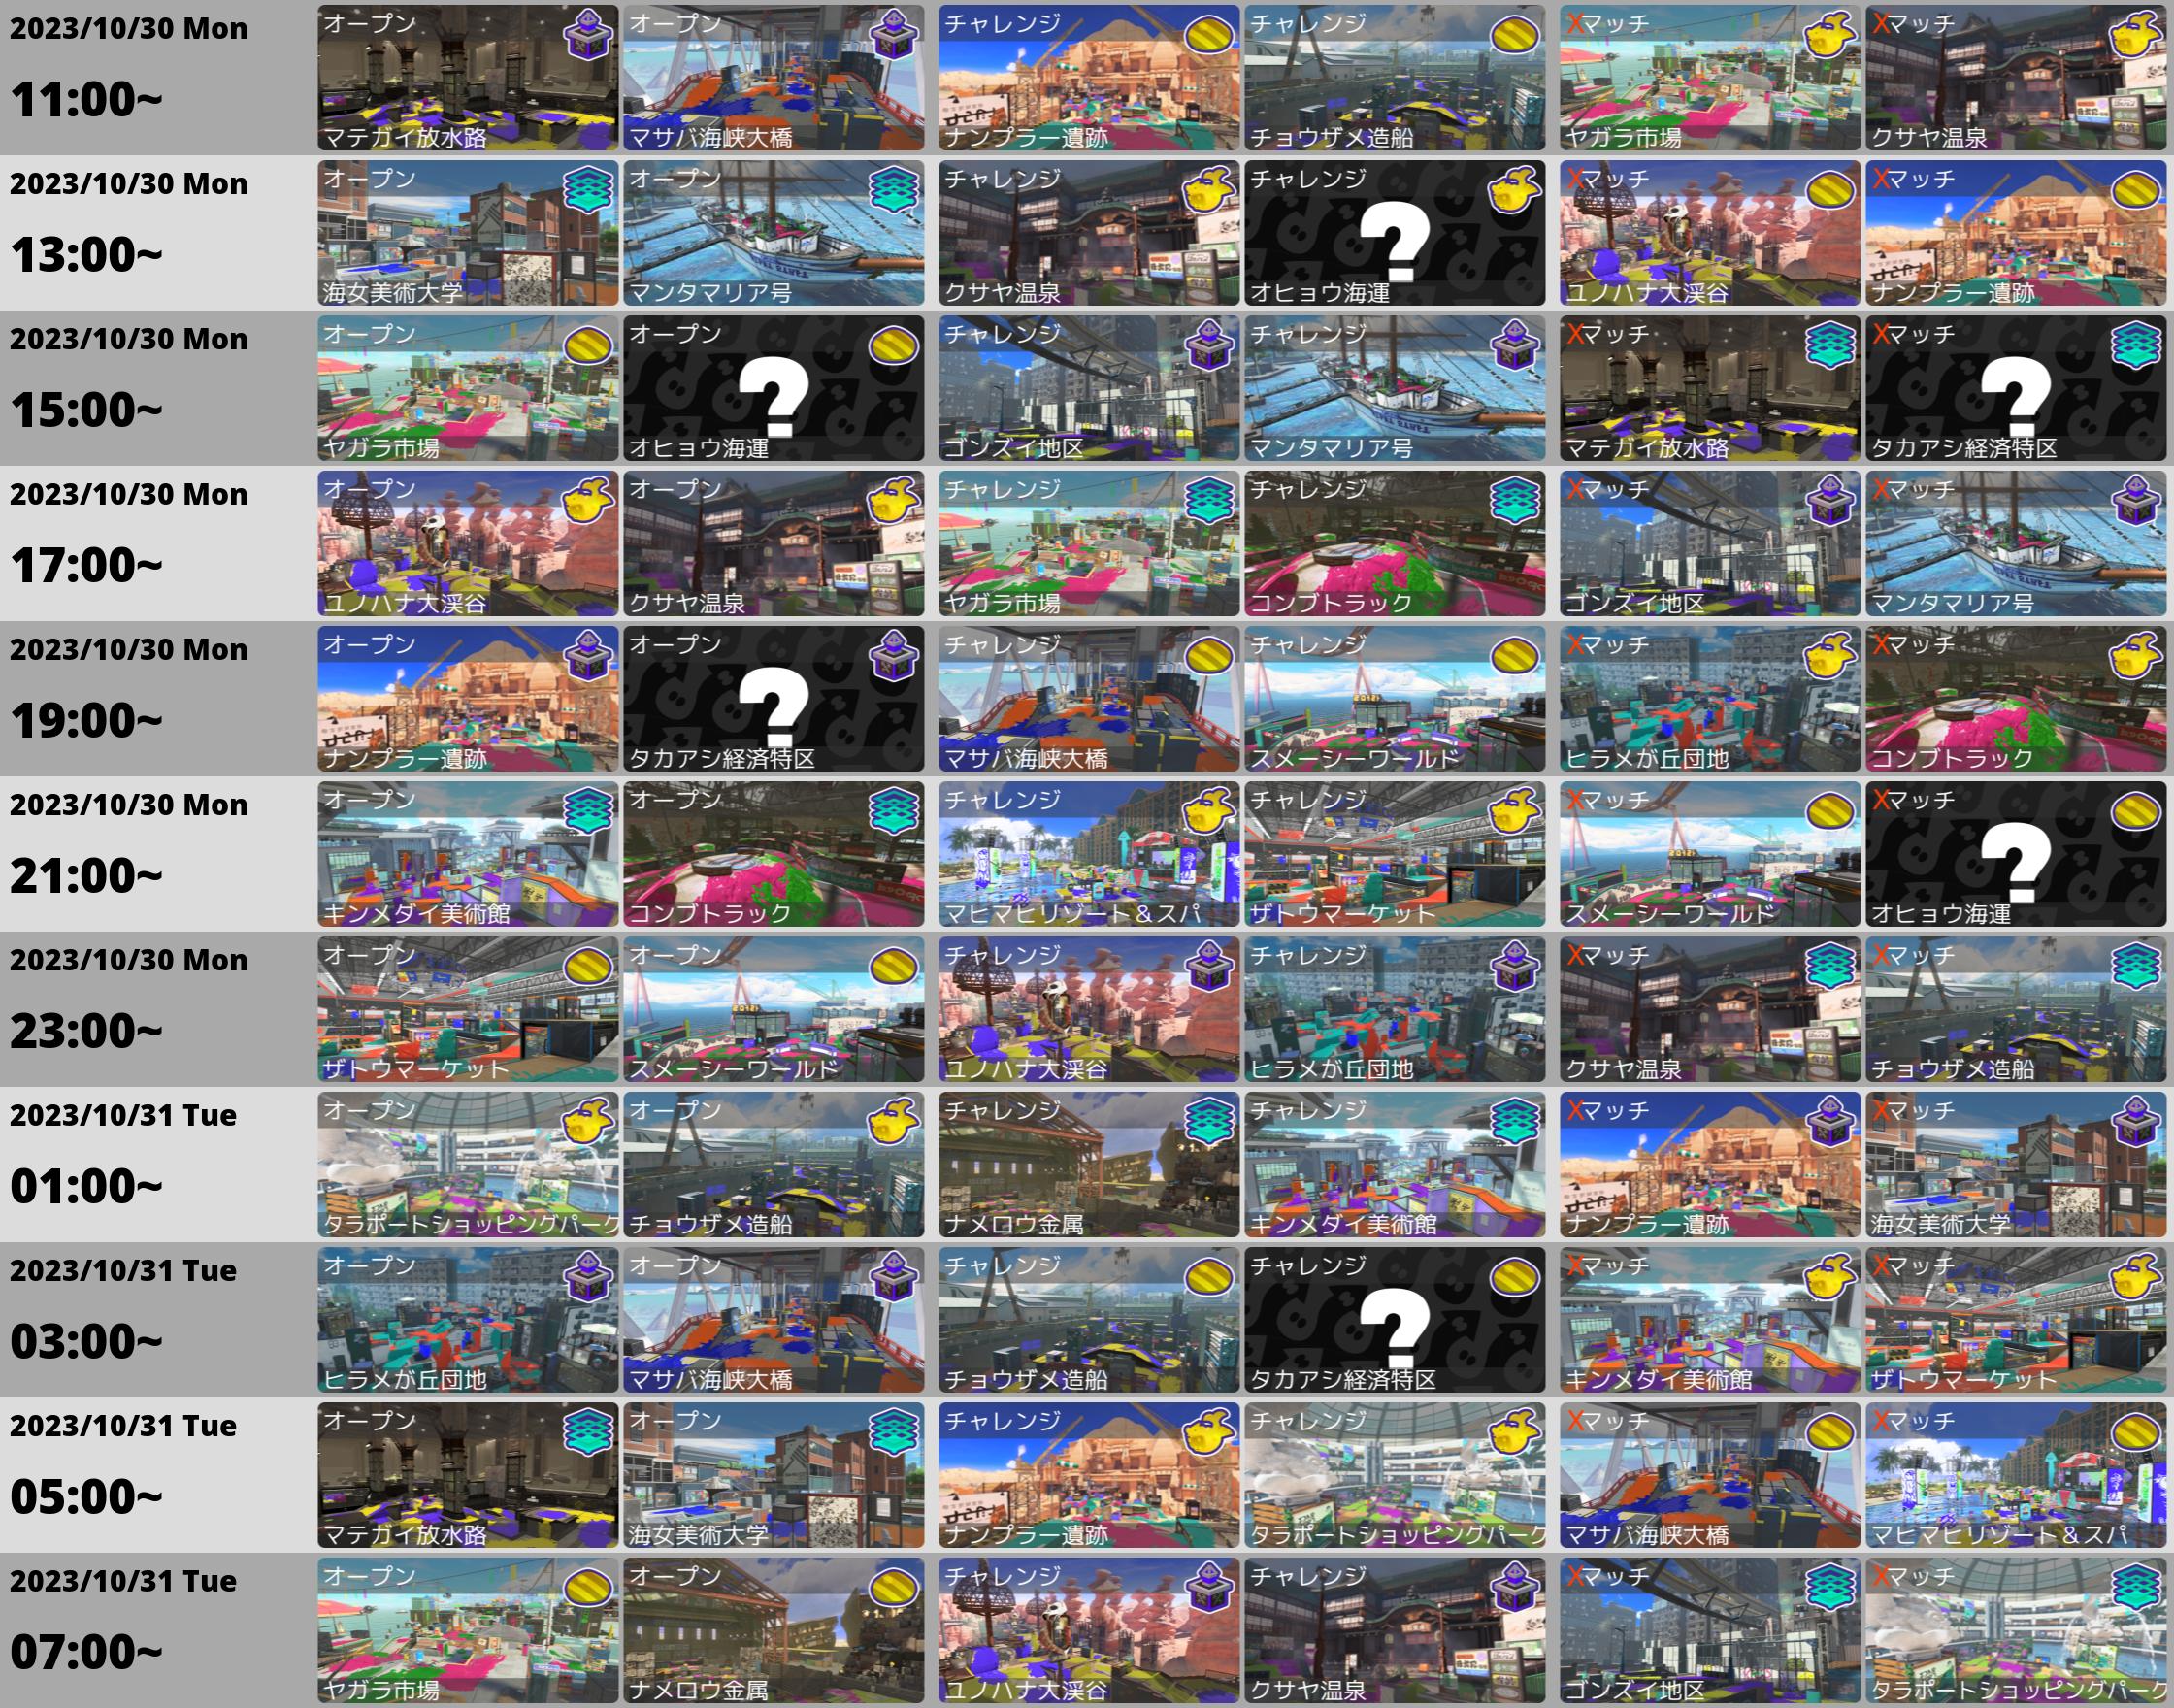 2023/10/30 Mon
11:00~
オープン
マテガイ放水路
オープン
マサバ海峡大橋
チャレンジ
ナンプラー遺跡
チャレンジ
チョウザメ造船
Xマッチ
ヤガラ市場
Xマッチ
クサヤ温泉
2023/10/30 Mon
13:00~
オープン
海女美術大学
オープン
マンタマリア号
チャレンジ
クサヤ温泉
チャレンジ
?
オヒョウ海運
Xマッチ
ユノハナ大渓谷
Xマッチ
ナンプラー遺跡
2023/10/30 Mon
15:00~
オープン
ヤガラ市場
オープン
?
オヒョウ海運
チャレンジ
ゴンズイ地区
チャレンジ
マンタマリア号
Xマッチ
マテガイ放水路
Xマッチ
?
タカアシ経済特区
2023/10/30 Mon
17:00~
オープン
ユノハナ大渓谷
オープン
クサヤ温泉
チャレンジ
ヤガラ市場
チャレンジ
コンブトラック
Xマッチ
ゴンズイ地区
Xマッチ
マンタマリア号
2023/10/30 Mon
19:00~
オープン
ナンプラー遺跡
オープン
?
タカアシ経済特区
チャレンジ
マサバ海峡大橋
チャレンジ
スメーシーワールド
Xマッチ
ヒラメが丘団地
Xマッチ
コンブトラック
2023/10/30 Mon
21:00~
オープン
キンメダイ美術館
オープン
コンブトラック
チャレンジ
マヒマヒリゾート&スパ
チャレンジ
ザトウマーケット
Xマッチ
スメーシーワールド
Xマッチ
?
オヒョウ海運
2023/10/30 Mon
23:00~
オープン
ザトウマーケット
オープン
スメーシーワールド
チャレンジ
ユノハナ大渓谷
チャレンジ
ヒラメが丘団地
Xマッチ
クサヤ温泉
Xマッチ
チョウザメ造船
2023/10/31 Tue
01:00~
オープン
タラポートショッピングパーク
オープン
チョウザメ造船
チャレンジ
ナメロウ金属
チャレンジ
キンメダイ美術館
Xマッチ
ナンプラー遺跡
Xマッチ
海女美術大学
2023/10/31 Tue
03:00~
オープン
ヒラメが丘団地
オープン
マサバ海峡大橋
チャレンジ
チョウザメ造船
チャレンジ
?
タカアシ経済特区
Xマッチ
キンメダイ美術館
Xマッチ
ザトウマーケット
2023/10/31 Tue
05:00~
オープン
マテガイ放水路
オープン
海女美術大学
チャレンジ
ナンプラー遺跡
チャレンジ
タラポートショッピングパーク
Xマッチ
マサバ海峡大橋
Xマッチ
マヒマヒリゾート&スパ
2023/10/31 Tue
07:00~
オープン
ヤガラ市場
オープン
ナメロウ金属
チャレンジ
ユノハナ大渓谷
チャレンジ
クサヤ温泉
Xマッチ
ゴンズイ地区
Xマッチ
タラポートショッピングパーク